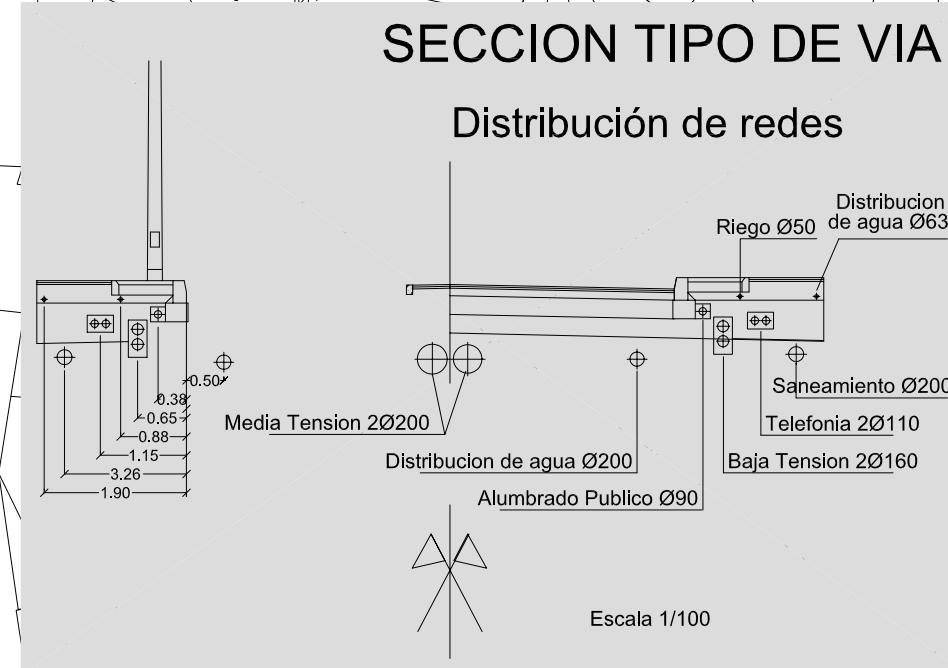 SECCION TIPO DE VIA
Distribución de redes
Distribucion
de agua Ø63
Riego Ø50
0.50
0.38
0.65
0.88
1.15
3.26
1.90
Media Tension 2Ø200
Saneamiento Ø200
Telefonia 2Ø110
Distribucion de agua Ø200
Baja Tension 2Ø160
Alumbrado Publico Ø90
Escala 1/100